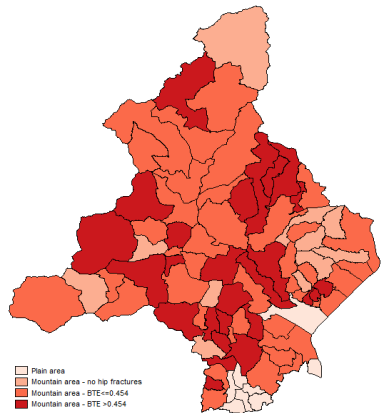 Plain area
Mountain area - no hip fractures
Mountain area - BTE<=0.454
Mountain area - BTE >0.454